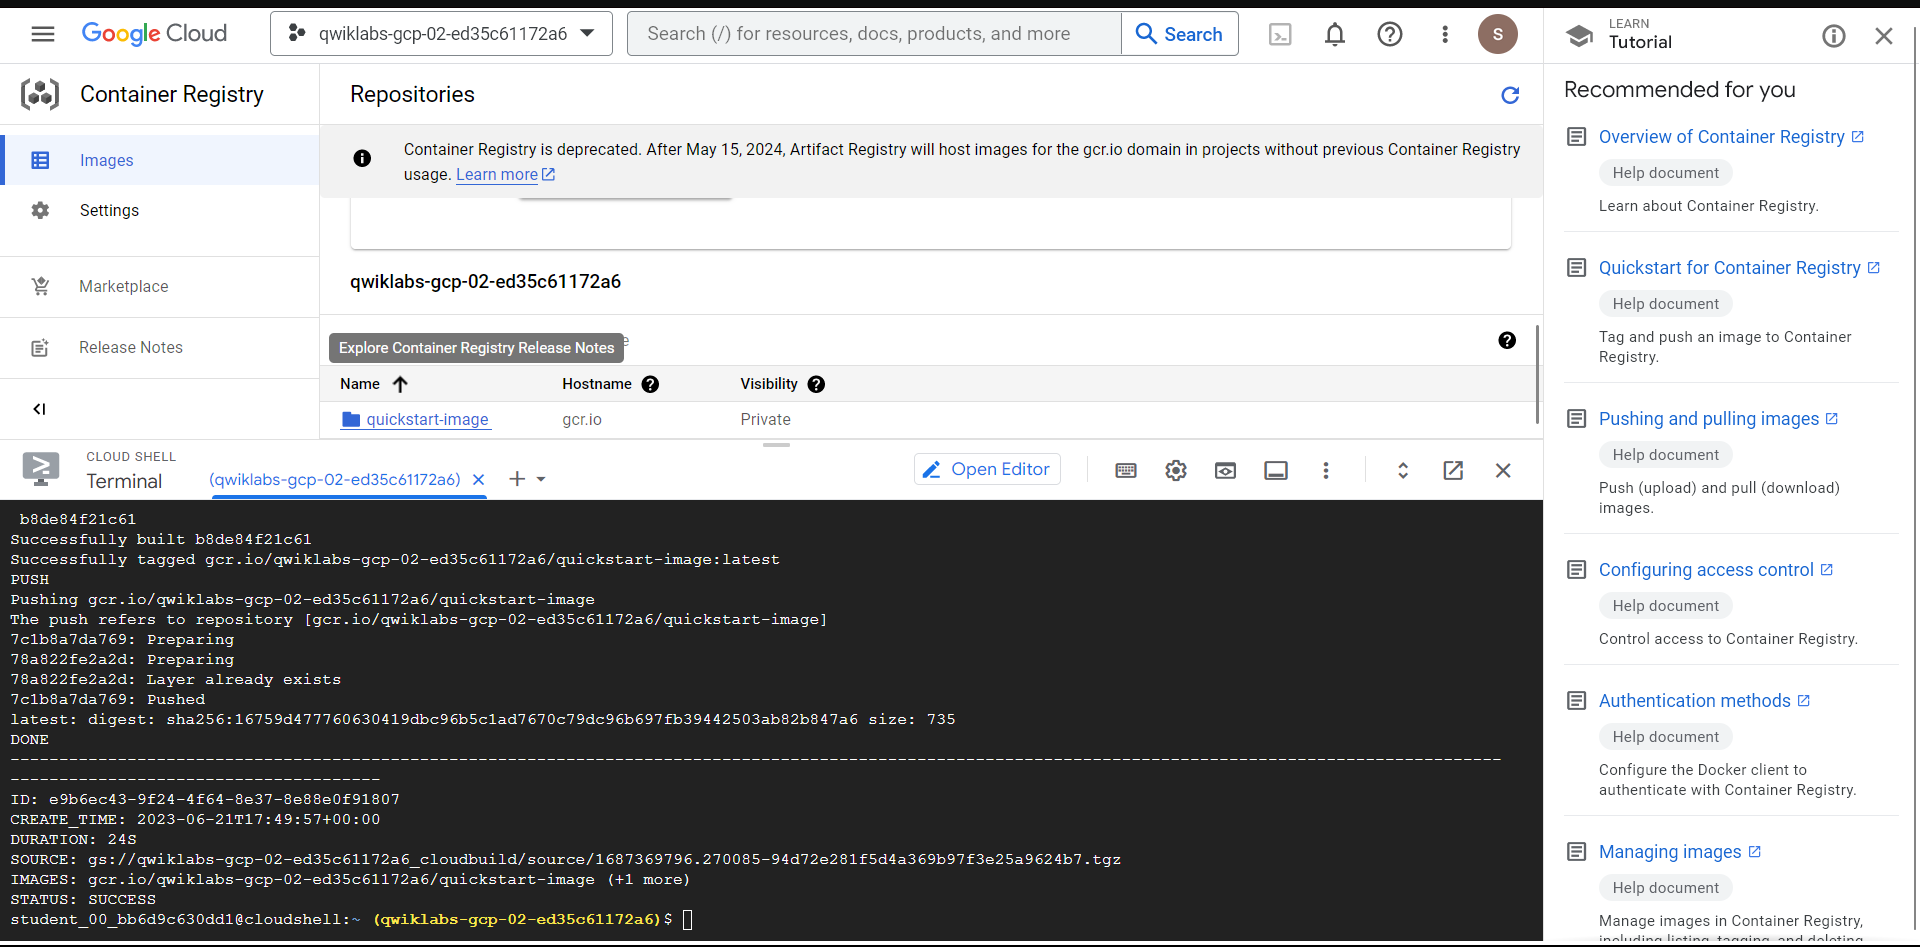 Google Cloud
qwiklabs-gcp-02-ed35c61172a6
Search (/) for resources, docs, products, and more
Search
S
LEARN
Tutorial
Container Registry
Images
Settings
Marketplace
Release Notes
Repositories
Container Registry is deprecated. After May 15, 2024, Artifact Registry will host images for the gcr.io domain in projects without previous Container Registry
usage. Learn more
qwiklabs-gcp-02-ed35c61172a6
Explore Container Registry Release Notes
Name
Hostname
Visibility
quickstart-image
gcr.io
Private
CLOUD SHELL
Terminal
(qwiklabs-gcp-02-ed35c61172a6)
Open Editor
b8de84f21c61
Successfully built b8de84f21c61
Successfully tagged gcr.io/qwiklabs-gcp-02-ed35c61172a6/quickstart-image:latest
PUSH
Pushing gcr.io/qwiklabs-gcp-02-ed35c61172a6/quickstart-image
The push refers to repository [gcr.io/qwiklabs-gcp-02-ed35c61172a6/quickstart-image]
7c1b8a7da769: Preparing
78a822fe2a2d: Preparing
78a822fe2a2d: Layer already exists
7c1b8a7da769: Pushed
latest: digest: sha256:16759d477760630419dbc96b5c1ad7670c79dc96b697fb39442503ab82b847a6 size: 735
DONE
ID: e9b6ec43-9f24-4f64-8e37-8e88e0f91807
CREATE_TIME: 2023-06-21T17:49:57+00:00
DURATION: 24S
SOURCE: gs://qwiklabs-gcp-02-ed35c61172a6_cloudbuild/source/1687369796.270085-94d72e281f5d4a369b97f3e25a9624b7.tgz
IMAGES: gcr.io/qwiklabs-gcp-02-ed35c61172a6/quickstart-image (+1 more)
STATUS: SUCCESS
student_00_bb6d9c630dd1@cloudshell:~ (qwiklabs-gcp-02-ed35c61172a6)$
Recommended for you
Overview of Container Registry
Help document
Learn about Container Registry.
Quickstart for Container Registry
Help document
Tag and push an image to Container
Registry.
Pushing and pulling images
Help document
Push (upload) and pull (download)
images.
Configuring access control
Help document
Control access to Container Registry.
Authentication methods
Help document
Configure the Docker client to
authenticate with Container Registry.
Managing images
Help document
Manage images in Container Registry,
including listing, tagging, and deleting